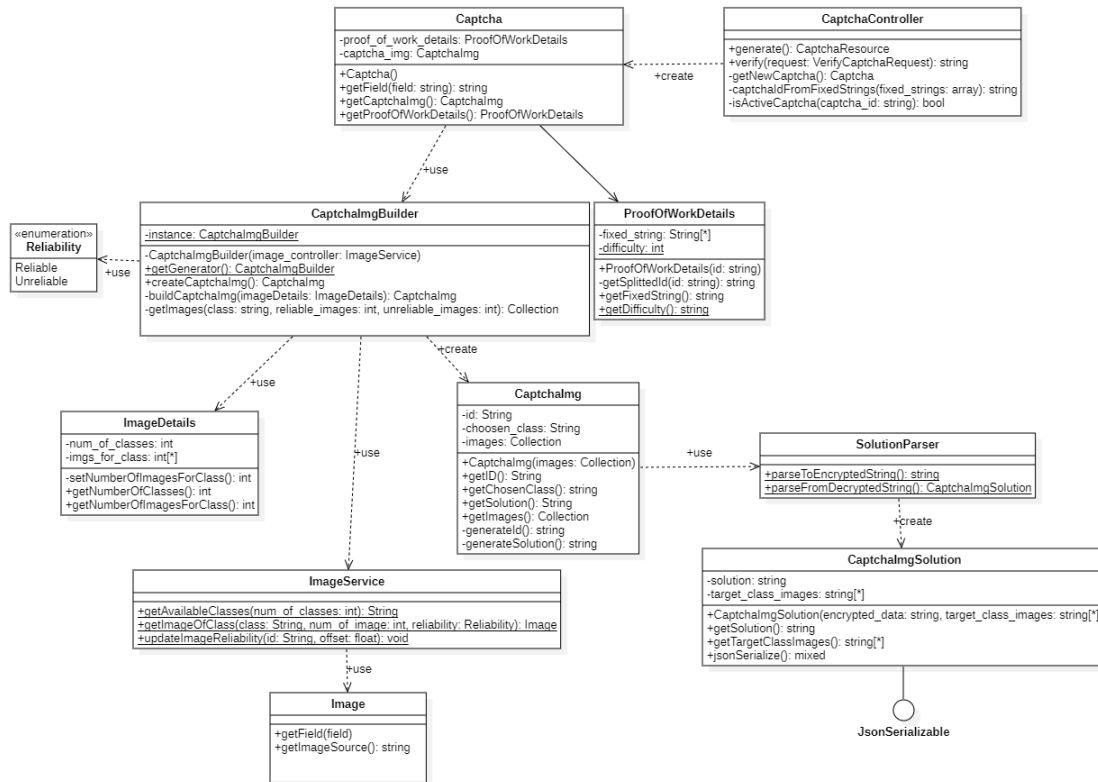 Captcha
-proof_of_work_details: ProofOfWorkDetails
-captcha_img: CaptchaImg
+Captcha()
+getField(field: string): string
+getCaptchaImg(): CaptchaImg
+getProofOfWorkDetails(): ProofOfWorkDetails
CaptchaController
+generate(): CaptchaResource
+verify(request: VerifyCaptchaRequest): string
-getNewCaptcha(): Captcha
-captchaIdFromFixedStrings(fixed_strings: array): string
-isActiveCaptcha(captcha_id: string): bool
+create
+use
«enumeration»
Reliability
Reliable
Unreliable
+use
CaptchaImgBuilder
-instance: CaptchaImgBuilder
-CaptchaImgBuilder(image_controller: ImageService)
+getGenerator(): CaptchaImgBuilder
+createCaptchaImg(): CaptchaImg
-buildCaptchaImg(imageDetails: ImageDetails): CaptchaImg
-getImages(class: string, reliable_images: int, unreliable_images: int): Collection
ProofOfWorkDetails
-fixed_string: String[*]
-difficulty: int
+ProofOfWorkDetails(id: string)
-getSplittedId(id: string): string
+getFixedString(): string
+getDifficulty(): string
+use
+create
+use
ImageDetails
-num_of_classes: int
-imgs_for_class: int[*]
-setNumberOfImagesForClass(): int
+getNumberOfClasses(): int
+getNumberOfImagesForClass(): int
CaptchaImg
-id: String
-choosen_class: String
-images: Collection
+CaptchaImg(images: Collection)
+getID(): String
+getChosenClass(): string
+getSolution(): String
+getImages(): Collection
-generateId(): string
-generateSolution(): string
+use
SolutionParser
+parseToEncryptedString(): string
+parseFromDecryptedString(): CaptchaImgSolution
+create
CaptchaImgSolution
-solution: string
-target_class_images: string[*]
+CaptchaImgSolution(encrypted_data: string, target_class_images: string[*]
+getSolution(): string
+getTargetClassImages(): string[*]
+jsonSerialize(): mixed
JsonSerializable
ImageService
+getAvailableClasses(num_of_classes: int): String
+getImageOfClass(class: String, num_of_image: int, reliability: Reliability): Image
+updateImageReliability(id: String, offset: float): void
+use
Image
+getField(field)
+getImageSource(): string